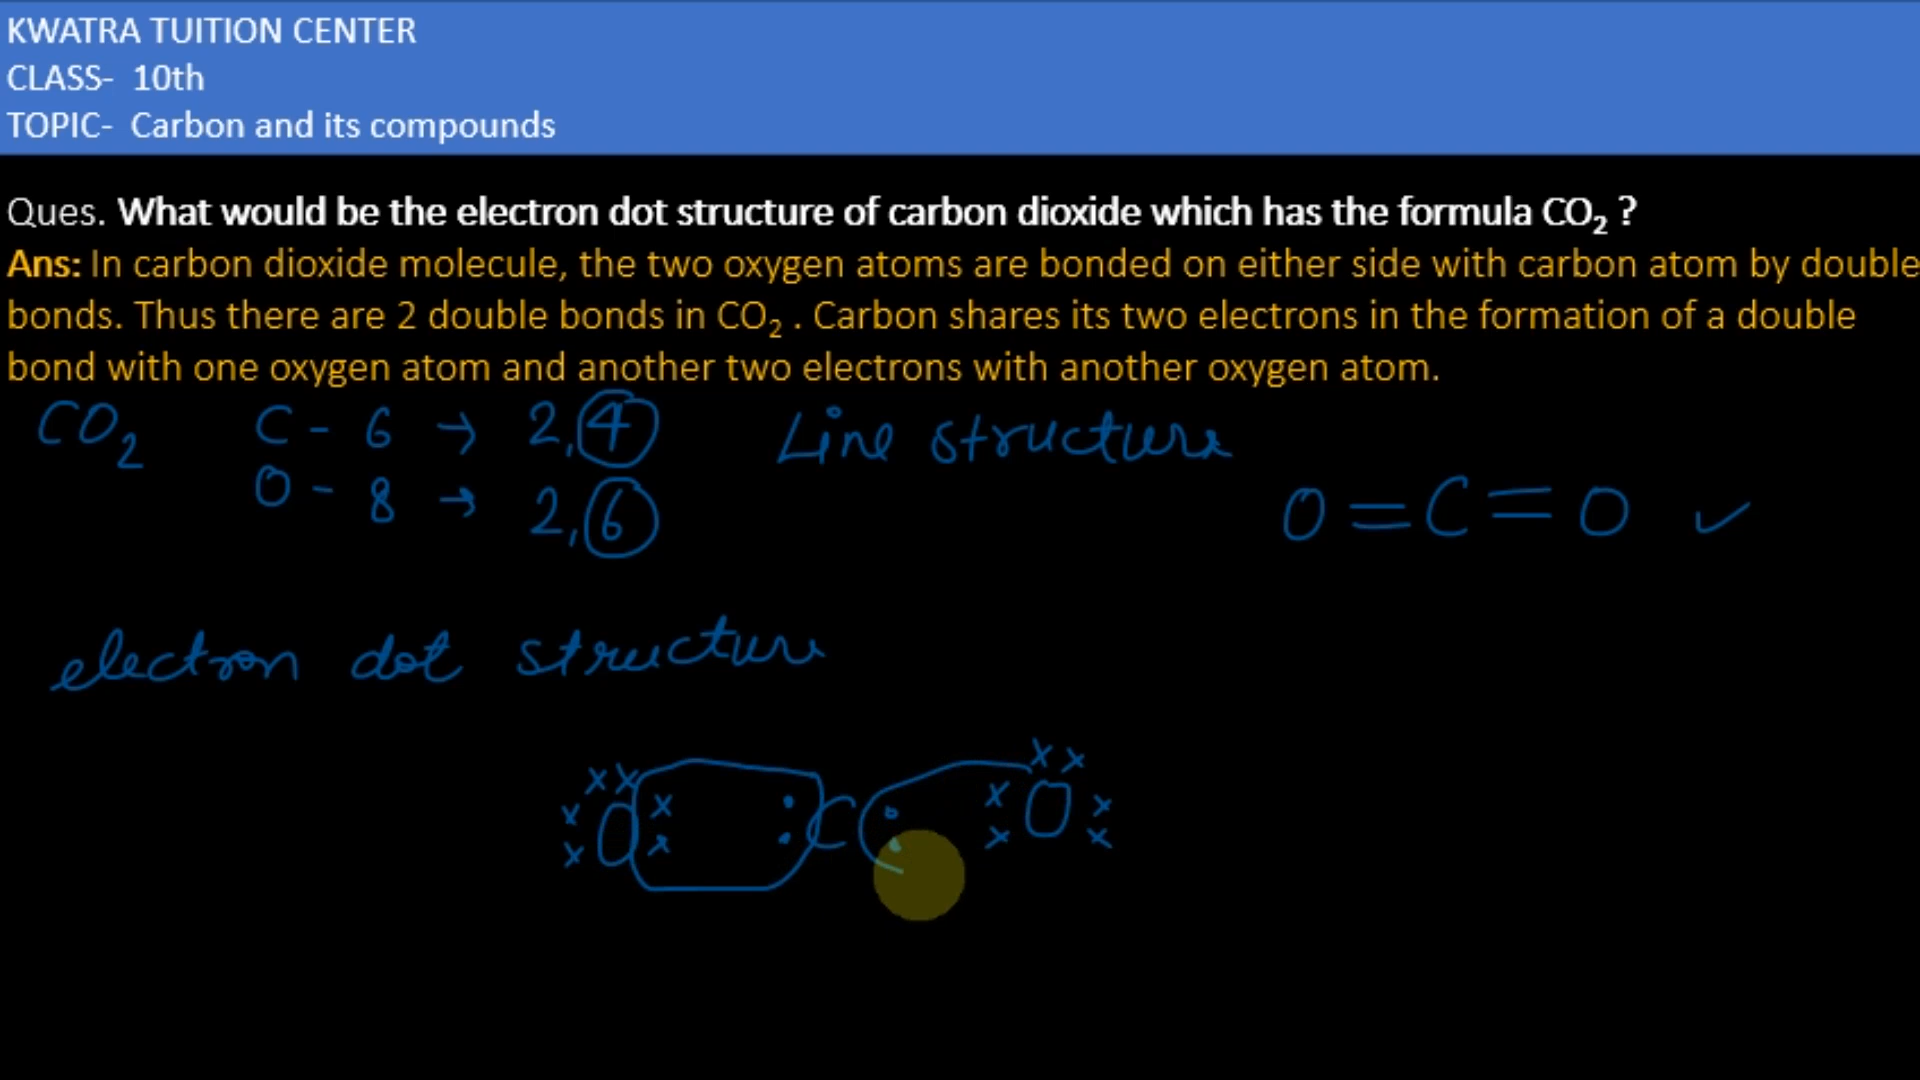 KWATRA TUITION CENTER
CLASS- 10th
TOPIC- Carbon and its compounds
Ques. What would be the electron dot structure of carbon dioxide which has the formula CO₂ ?
Ans: In carbon dioxide molecule, the two oxygen atoms are bonded on either side with carbon atom by double
bonds. Thus there are 2 double bonds in CO₂ . Carbon shares its two electrons in the formation of a double
bond with one oxygen atom and another two electrons with another oxygen atom.
CO₂ C - 6 → 2,4 Line structure
O - 8 → 2,6
O=C=O ✓
electron dot structure
x x x x
x O x • C • x O x
x x • • x x